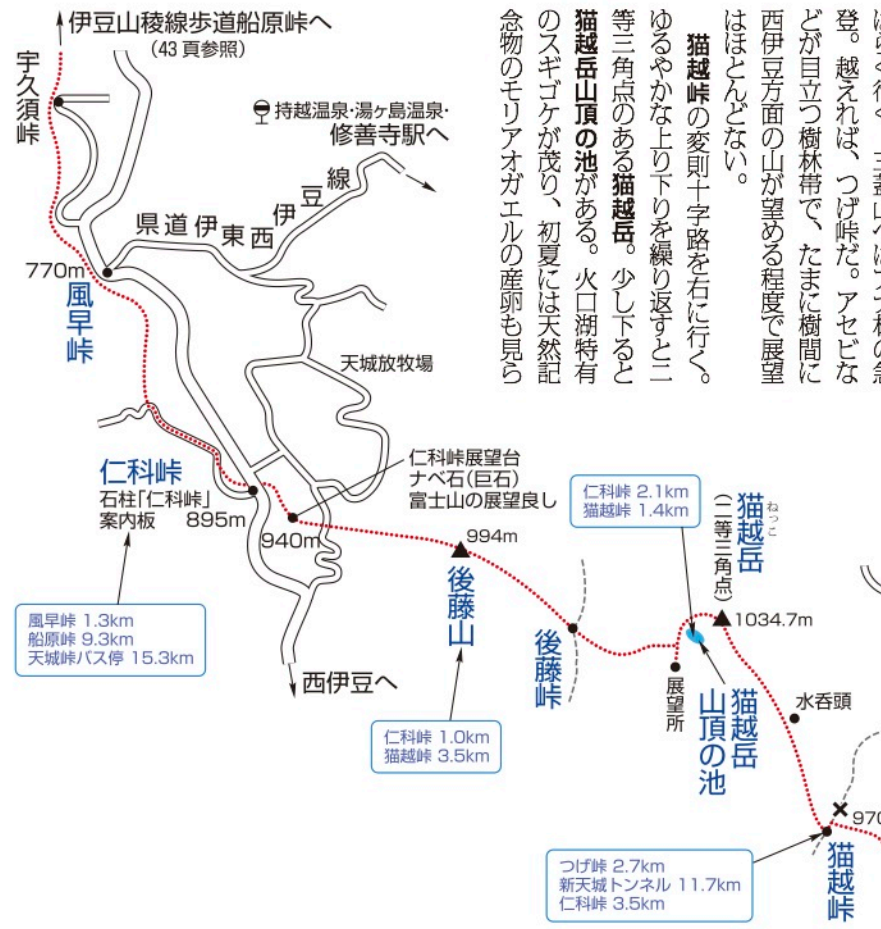 ばらく行く。三蓋山へはブナ林の急
登。越えれば、つげ峠だ。アセビな
どが目立つ樹林帯で、たまに樹間に
西伊豆方面の山が望める程度で展望
はほとんどない。
猫越峠の変則十字路を右に行く。
ゆるやかな上り下りを繰り返すと二
等三角点のある猫越岳。少し下ると
猫越岳山頂の池がある。火口湖特有
のスギゴケが茂り、初夏には天然記
念物のモリアオガエルの産卵も見ら
伊豆山稜線歩道船原峠へ
(43頁参照)
宇久須峠
持越温泉・湯ヶ島温泉・
修善寺駅へ
県道伊東西伊豆線
770m
風早峠
天城放牧場
仁科峠
石柱「仁科峠」
案内板
895m
仁科峠展望台
ナベ石(巨石)
富士山の展望良し
940m
風早峠 1.3km
船原峠 9.3km
天城峠バス停 15.3km
西伊豆へ
994m
後藤山
仁科峠 1.0km
猫越峠 3.5km
後藤峠
仁科峠 2.1km
猫越峠 1.4km
猫越岳
ねっこ
(二等三角点)
1034.7m
展望所
猫越岳
山頂の池
水呑頭
970
猫越峠
つげ峠 2.7km
新天城トンネル 11.7km
仁科峠 3.5km